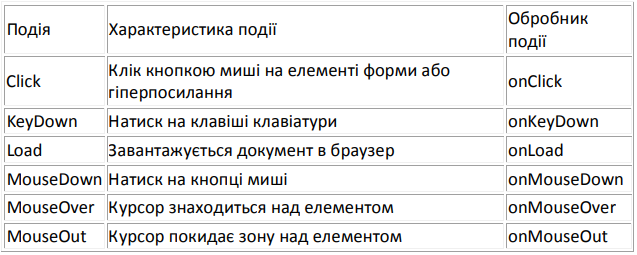 Подія Характеристика події Обробник
події
Click Клік кнопкою миші на елементі форми або
гіперпосилання onClick
KeyDown Натиск на клавіші клавіатури onKeyDown
Load Завантажується документ в браузер onLoad
MouseDown Натиск на кнопці миші onMouseDown
MouseOver Курсор знаходиться над елементом onMouseOver
MouseOut Курсор покидає зону над елементом onMouseOut